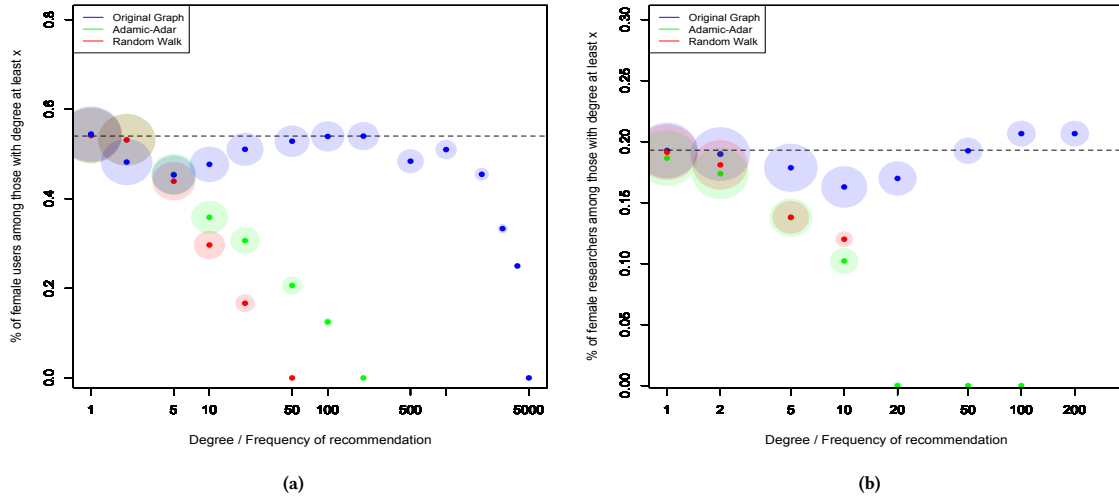 Original Graph
Adamic-Adar
Random Walk
% of female users among those with degree at least x
0.8
0.6
0.4
0.2
0.0
1
5
10
50
100
500
5000
Degree / Frequency of recommendation
(a)
Original Graph
Adamic-Adar
Random Walk
% of female researchers among those with degree at least x
0.30
0.25
0.20
0.15
0.10
0.05
0.00
1
2
5
10
20
50
100
200
Degree / Frequency of recommendation
(b)